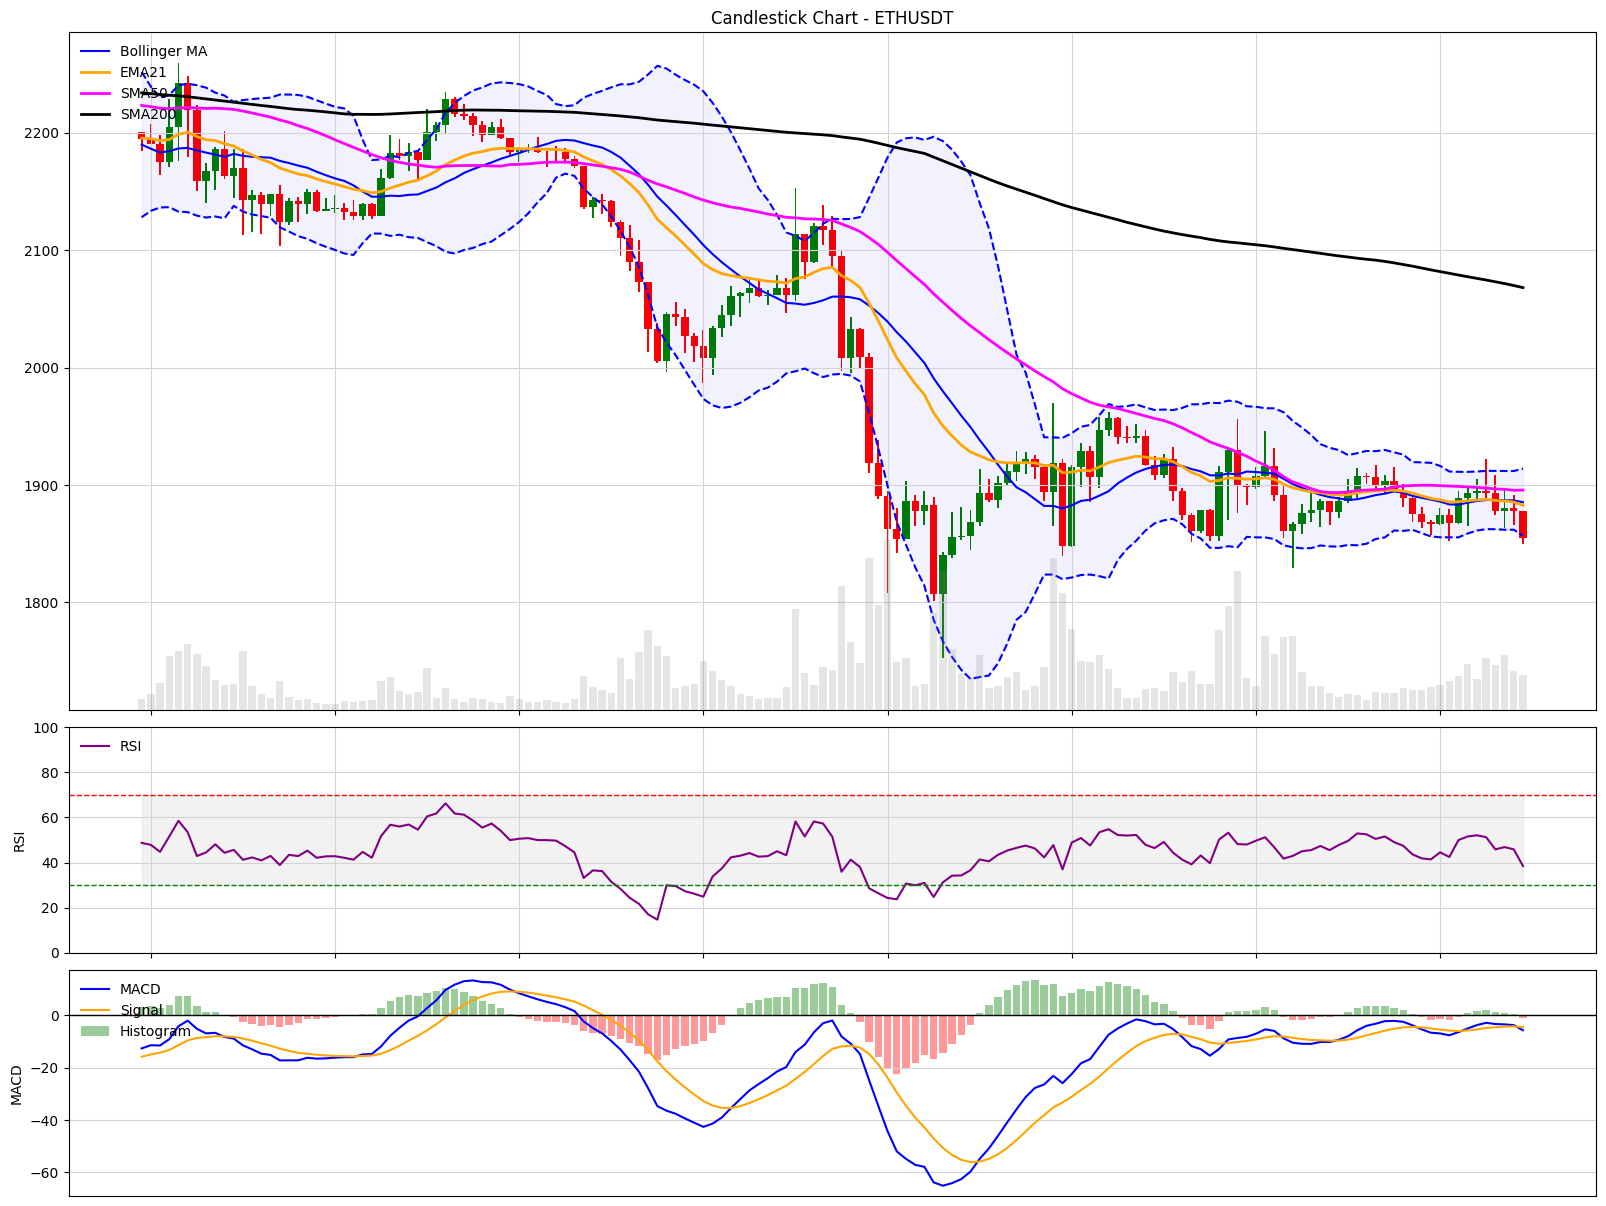 Candlestick Chart - ETHUSDT
Bollinger MA
EMA21
SMA50
SMA200
2200
2100
2000
1900
1800
100
80
60
40
20
0
RSI
RSI
MACD
Signal
Histogram
0
−20
−40
−60
MACD